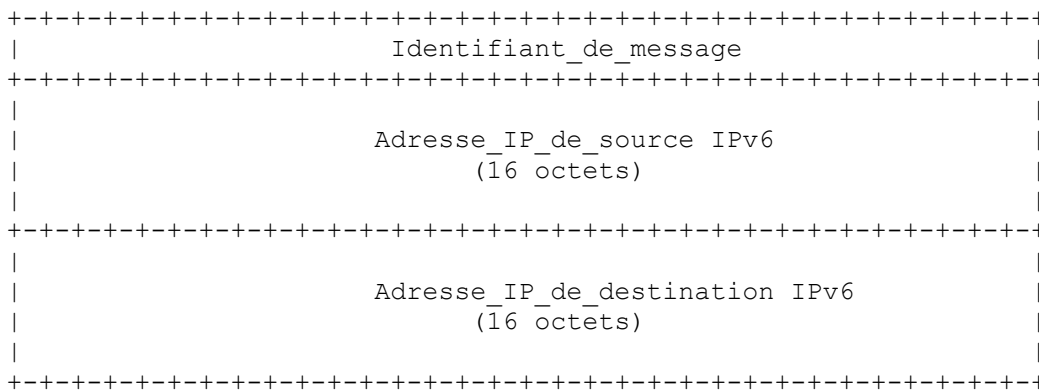 +-+-+-+-+-+-+-+-+-+-+-+-+-+-+-+-+-+-+-+-+-+-+-+-+-+-+-+-+-+-+-+-+
| Identifiant_de_message |
+-+-+-+-+-+-+-+-+-+-+-+-+-+-+-+-+-+-+-+-+-+-+-+-+-+-+-+-+-+-+-+-+
| |
| Adresse_IP_de_source IPv6 |
| (16 octets) |
| |
+-+-+-+-+-+-+-+-+-+-+-+-+-+-+-+-+-+-+-+-+-+-+-+-+-+-+-+-+-+-+-+-+
| |
| Adresse_IP_de_destination IPv6 |
| (16 octets) |
| |
+-+-+-+-+-+-+-+-+-+-+-+-+-+-+-+-+-+-+-+-+-+-+-+-+-+-+-+-+-+-+-+-+